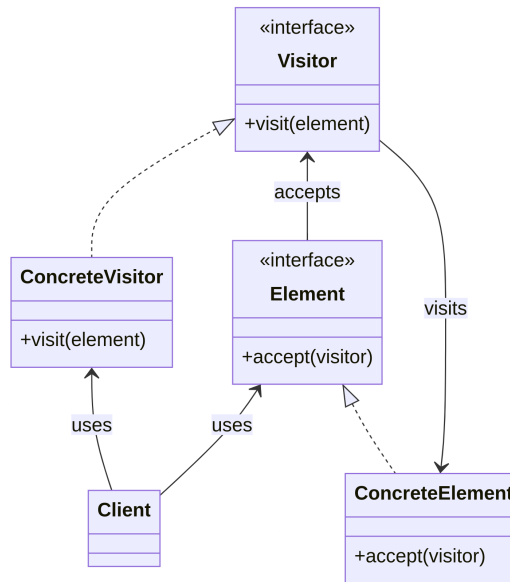 «interface»
Visitor
+visit(element)
accepts
ConcreteVisitor
+visit(element)
«interface»
Element
+accept(visitor)
visits
uses
uses
Client
ConcreteElement
+accept(visitor)